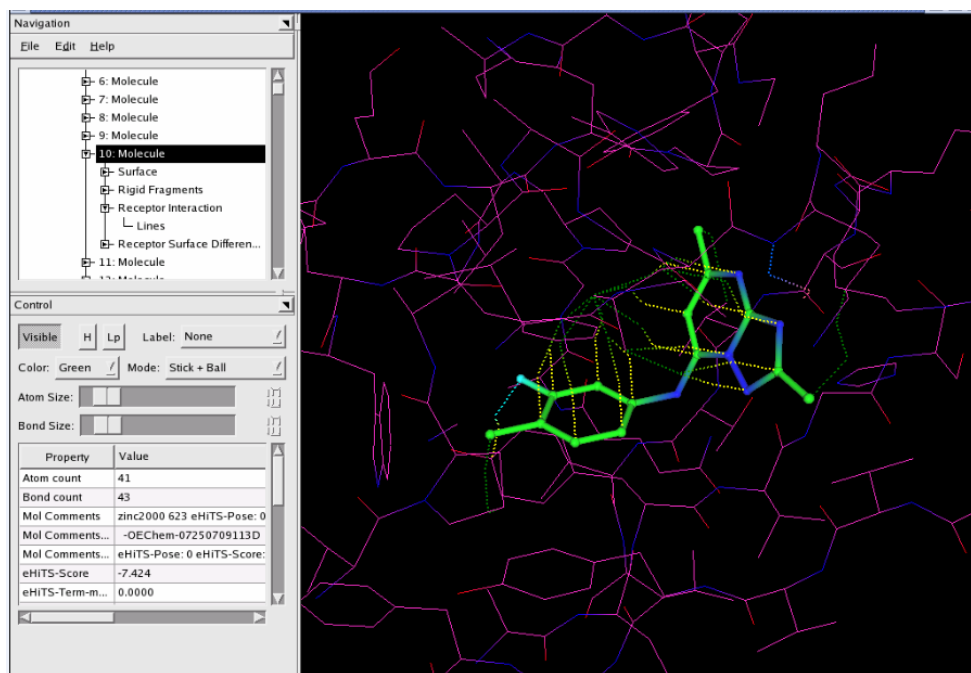 Navigation
File Edit Help
6: Molecule
7: Molecule
8: Molecule
9: Molecule
10: Molecule
Surface
Rigid Fragments
Receptor Interaction
Lines
Receptor Surface Differen...
11: Molecule
Control
Visible H Lp Label: None
Color: Green Mode: Stick + Ball
Atom Size:
Bond Size:
Property Value
Atom count 41
Bond count 43
Mol Comments zinc2000 623 eHiTS-Pose: 0
Mol Comments... -OEChem-07250709113D
Mol Comments... eHiTS-Pose: 0 eHiTS-Score:
eHiTS-Score -7.424
eHiTS-Term-m... 0.0000